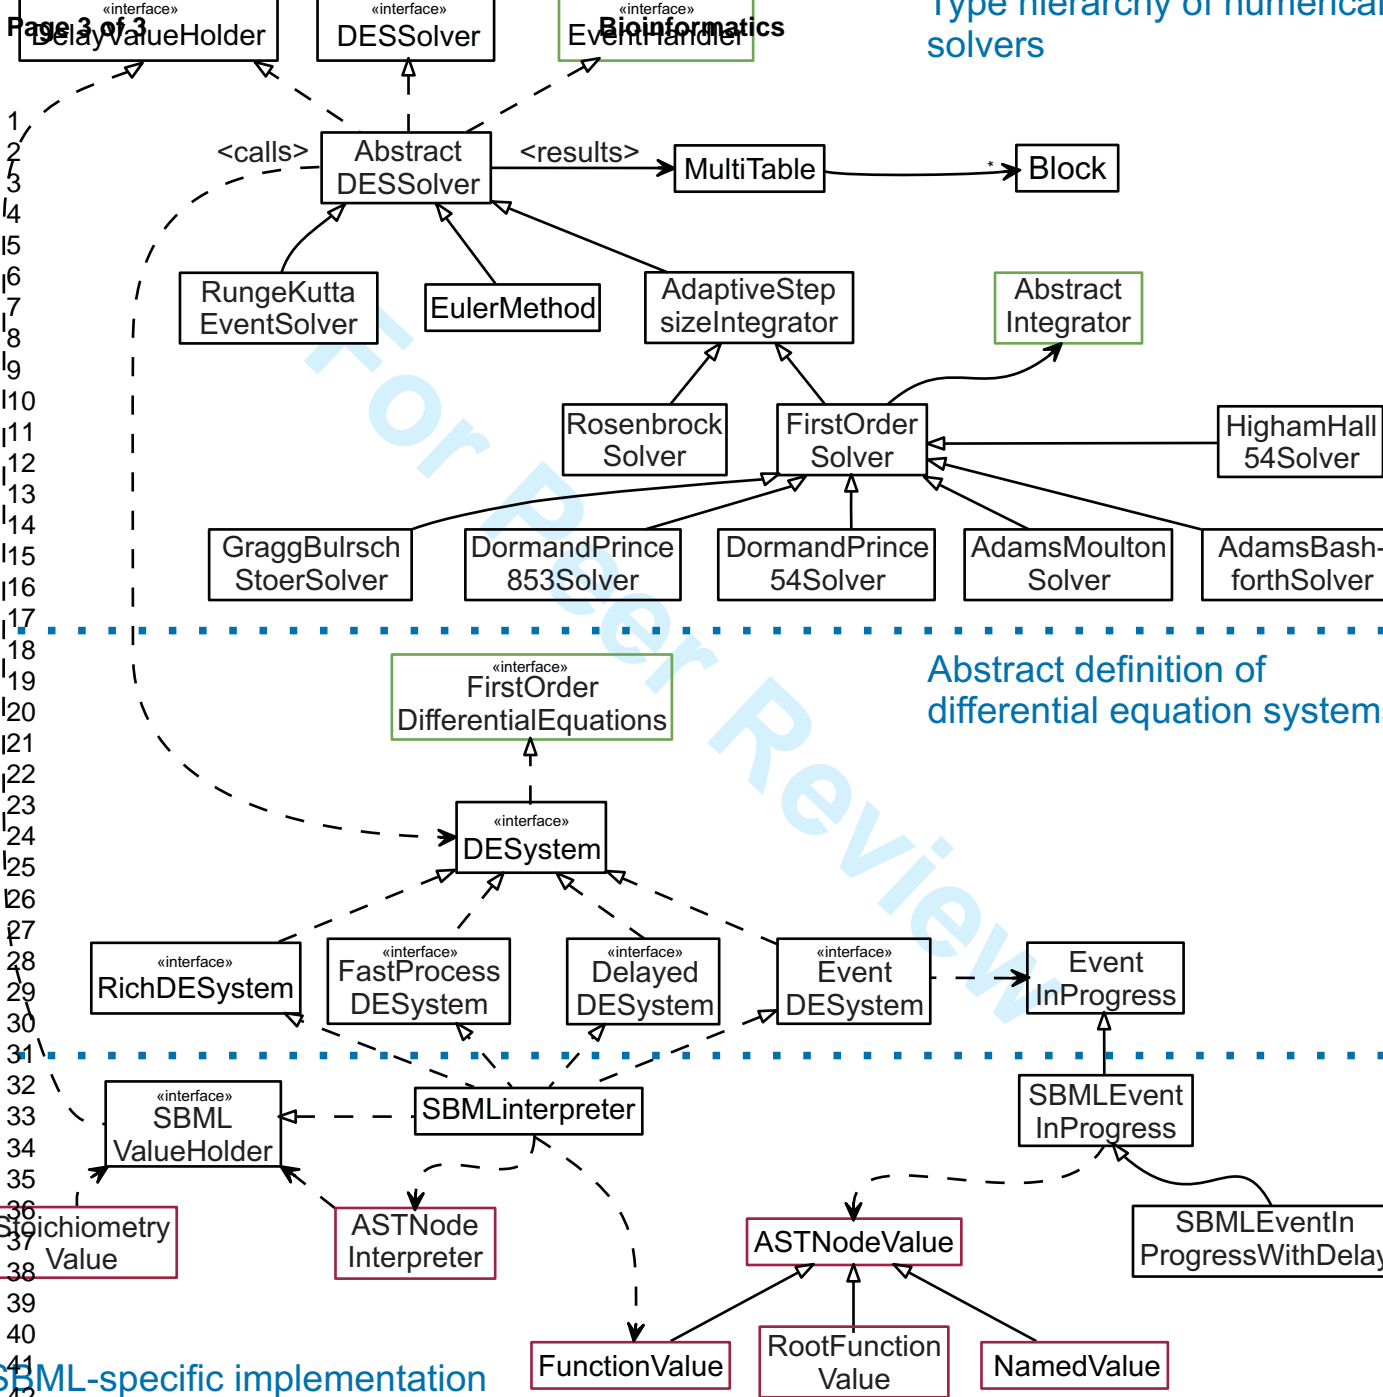 Page 3 of 3
Bioinformatics
Type hierarchy of numerical
solvers
«interface»
DelayValueHolder
«interface»
DESSolver
«interface»
EventHandler
<calls>
Abstract
DESSolver
<results>
MultiTable
*
Block
RungeKutta
EventSolver
EulerMethod
AdaptiveStep
sizeIntegrator
Abstract
Integrator
Rosenbrock
Solver
FirstOrder
Solver
HighamHall
54Solver
GraggBulrsch
StoerSolver
DormandPrince
853Solver
DormandPrince
54Solver
AdamsMoulton
Solver
AdamsBash-
forthSolver
Abstract definition of
differential equation systems
«interface»
FirstOrder
DifferentialEquations
«interface»
DESystem
«interface»
RichDESystem
«interface»
FastProcess
DESystem
«interface»
Delayed
DESystem
«interface»
Event
DESystem
Event
InProgress
«interface»
SBML
ValueHolder
SBMLinterpreter
SBMLEvent
InProgress
Stoichiometry
Value
ASTNode
Interpreter
ASTNodeValue
SBMLEventIn
ProgressWithDelay
FunctionValue
RootFunction
Value
NamedValue
SBML-specific implementation
For Peer Review
1
2
3
4
5
6
7
8
9
10
11
12
13
14
15
16
17
18
19
20
21
22
23
24
25
26
27
28
29
30
31
32
33
34
35
36
37
38
39
40
41
42